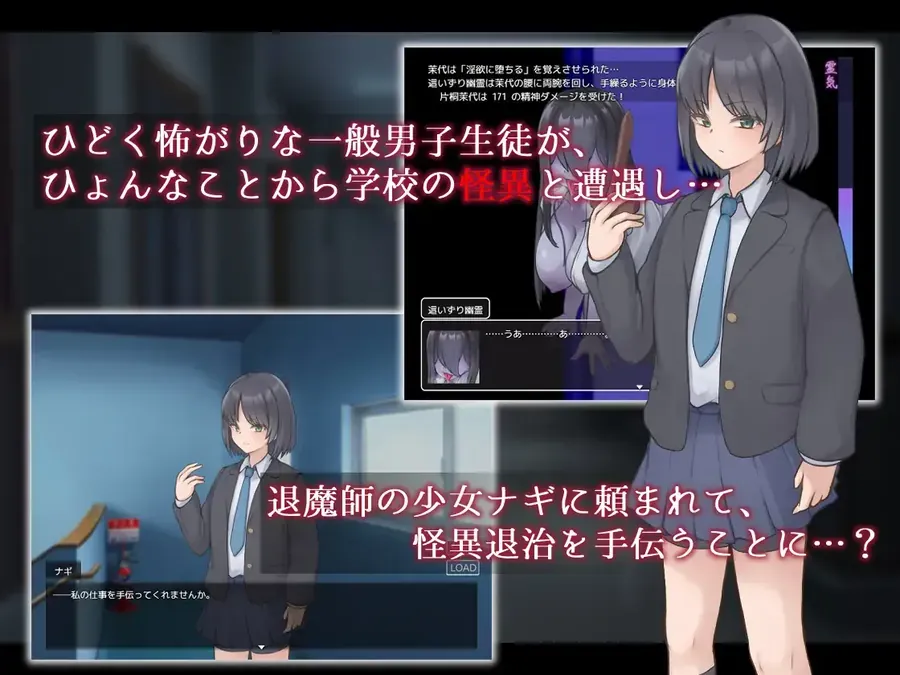 茉代は「淫欲に堕ちる」を覚えさせられた…
這いずり幽霊は茉代の腰に両腕を回し、手繰るように身体
片桐茉代は 171 の精神ダメージを受けた！
霊気
ひどく怖がりな一般男子生徒が、
ひょんなことから学校の怪異と遭遇し…
這いずり幽霊
……うあ…………あ…………。
退魔師の少女ナギに頼まれて、
怪異退治を手伝うことに…？
ナギ
LOAD
――私の仕事を手伝ってくれませんか。